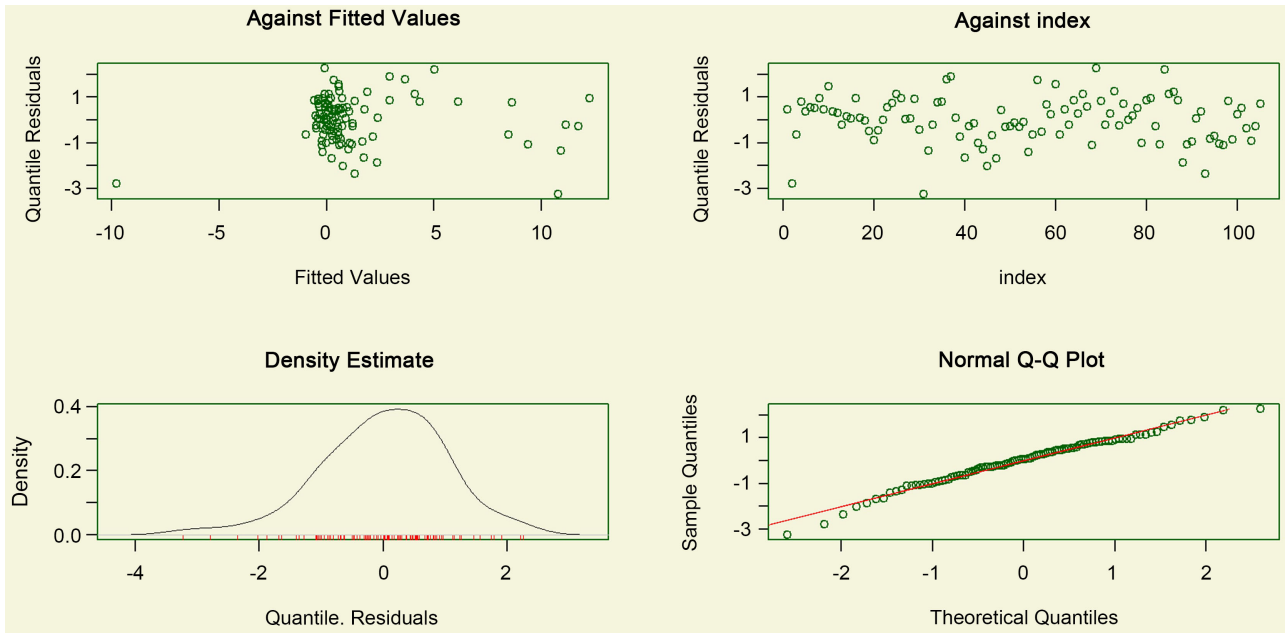 Against Fitted Values
Quantile Residuals
1
-1
-3
-10
-5
0
5
10
Fitted Values
Against index
Quantile Residuals
1
-1
-3
0
20
40
60
80
100
index
Density Estimate
Density
0.4
0.2
0.0
-4
-2
0
2
Quantile. Residuals
Normal Q-Q Plot
Sample Quantiles
1
-1
-3
-2
-1
0
1
2
Theoretical Quantiles